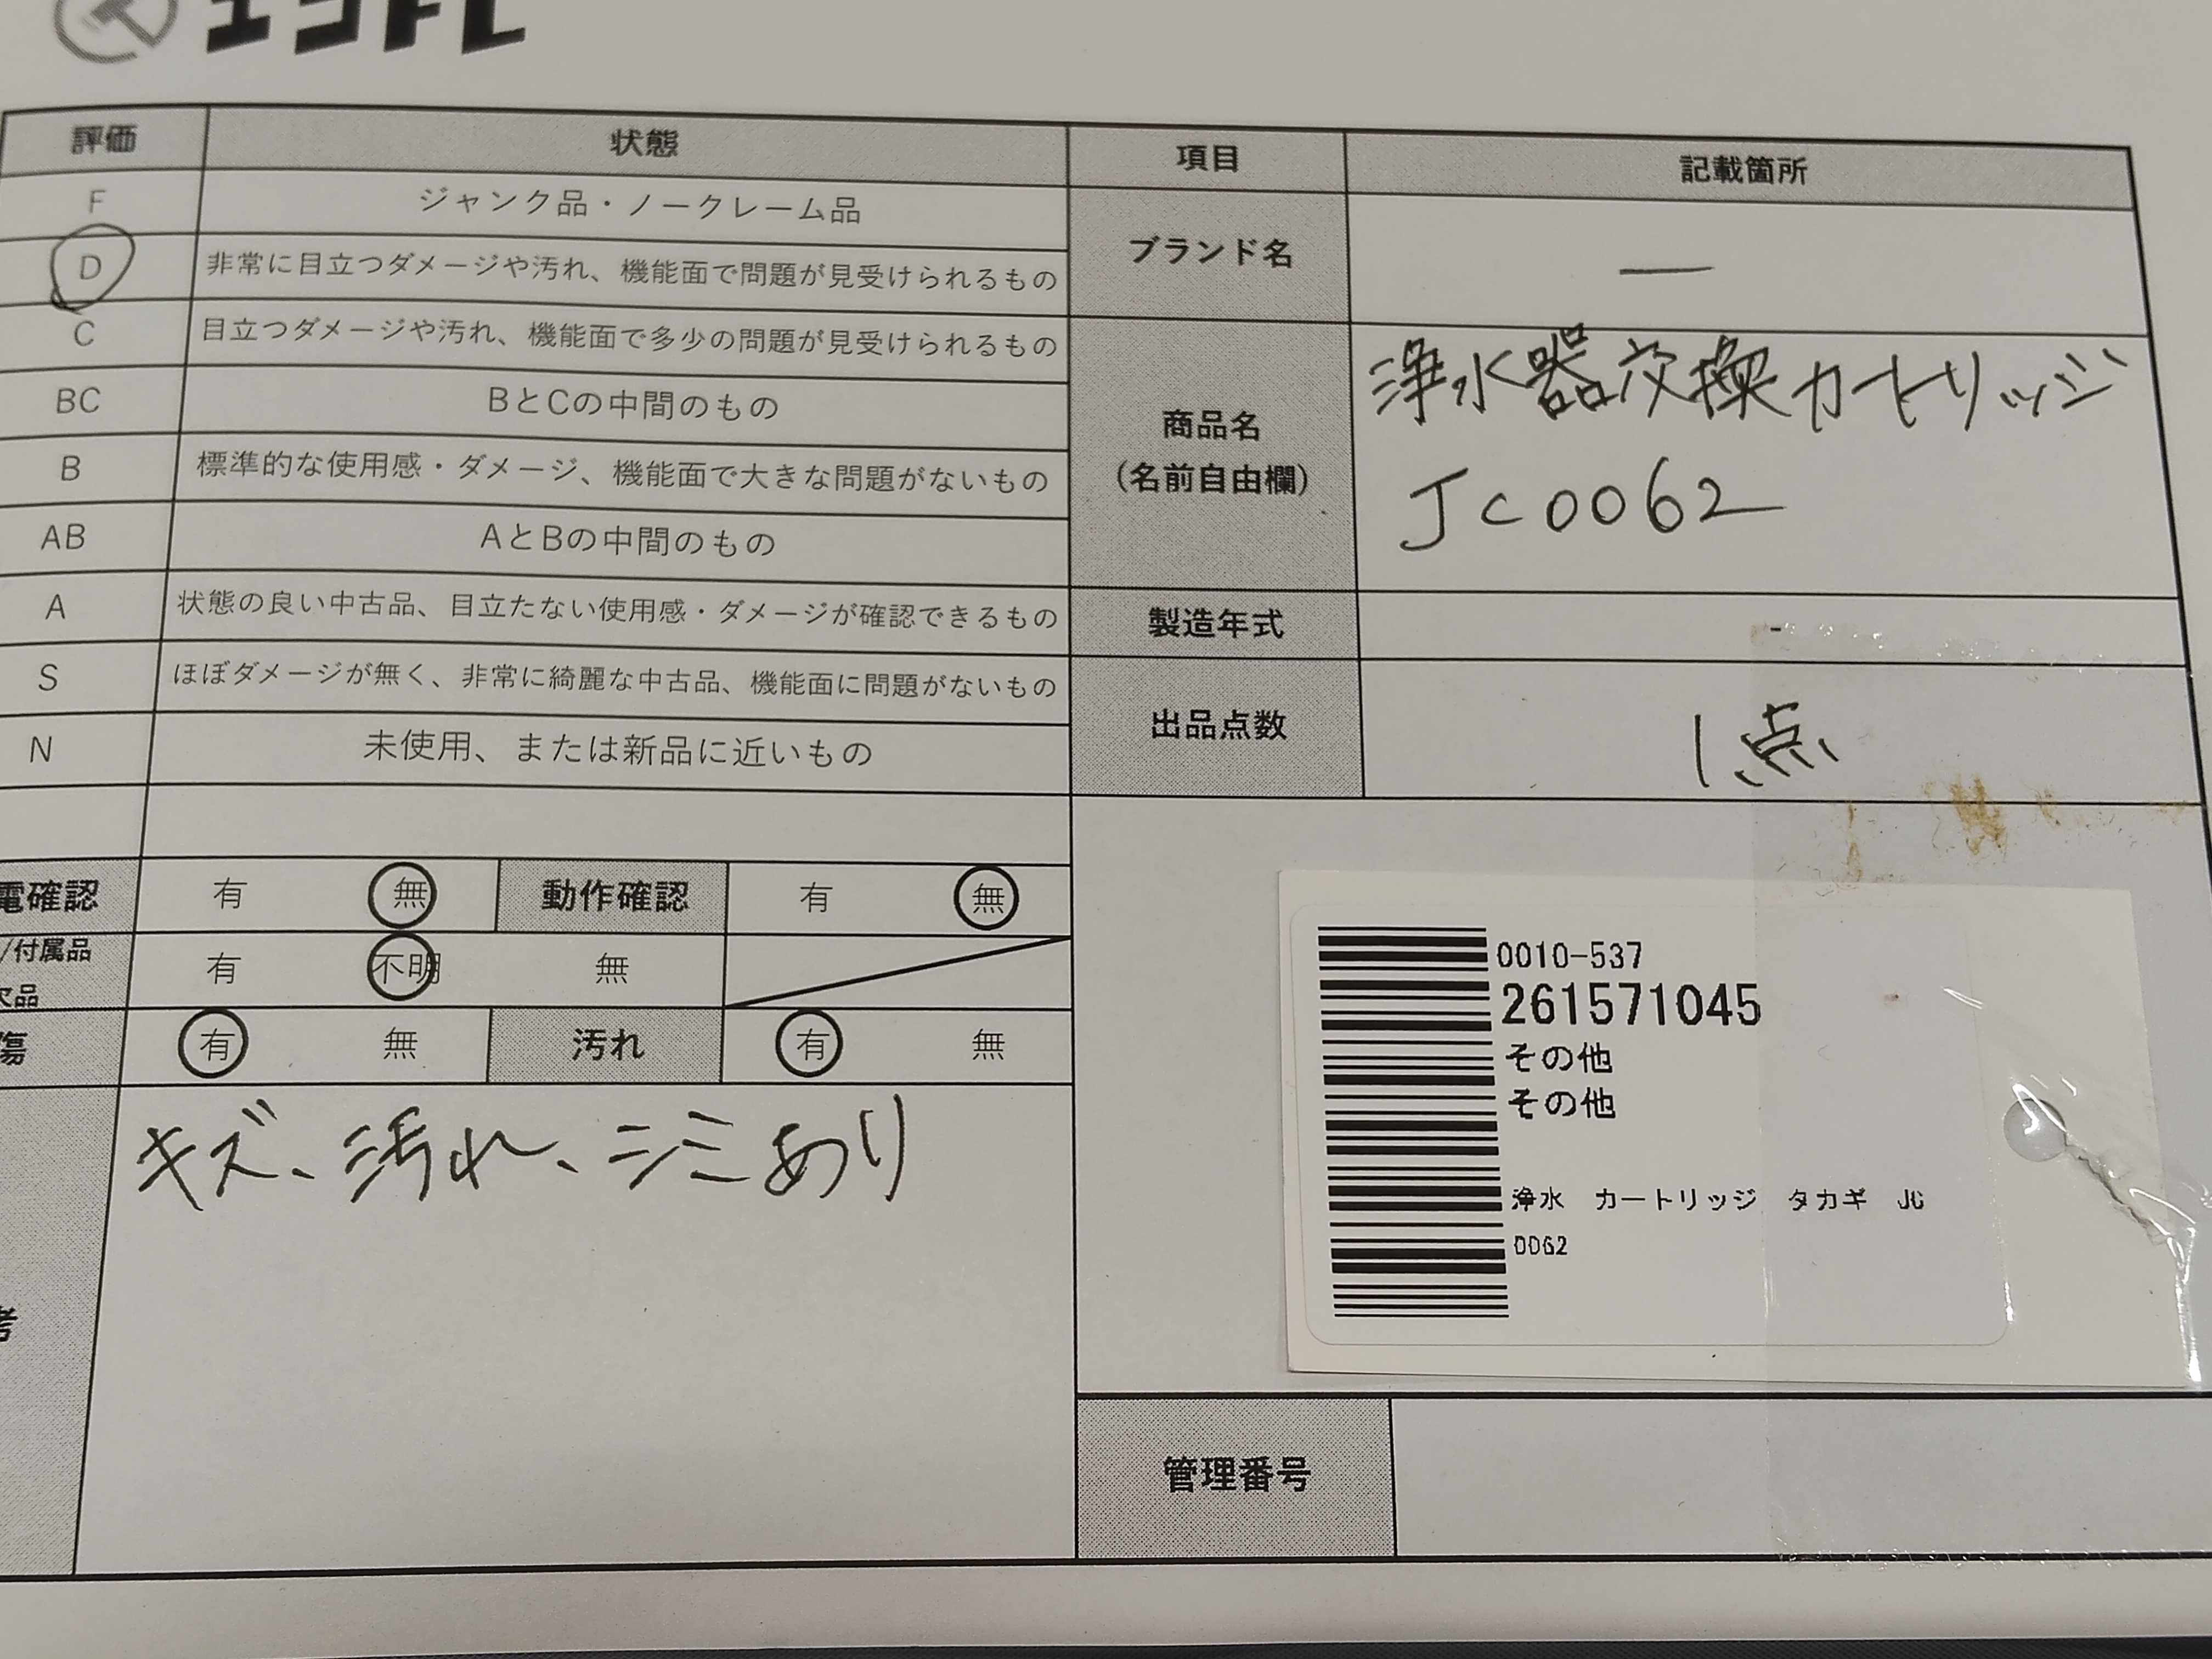 エコトレ
評価 状態
F ジャンク品・ノークレーム品
D 非常に目立つダメージや汚れ、機能面で問題が見受けられるもの
C 目立つダメージや汚れ、機能面で多少の問題が見受けられるもの
BC BとCの中間のもの
B 標準的な使用感・ダメージ、機能面で大きな問題がないもの
AB AとBの中間のもの
A 状態の良い中古品、目立たない使用感・ダメージが確認できるもの
S ほぼダメージが無く、非常に綺麗な中古品、機能面に問題がないもの
N 未使用、または新品に近いもの
電確認 有 無 動作確認 有 無
/付属品
欠品
有 不明 無
傷 有 無 汚れ 有 無
考
キズ、汚れ、シミあり
項目 記載箇所
ブランド名 ー
商品名
(名前自由欄)
浄水器交換カートリッジ
JC0062
製造年式 -
出品点数 1点
0010-537
261571045
その他
その他
浄水 カートリッジ タカギ JC
0062
管理番号